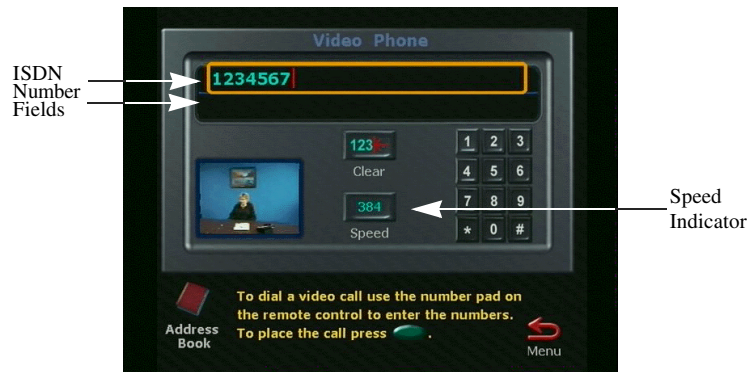 Video Phone
ISDN
Number
Fields
1234567
123
Clear
384
Speed
1 2 3
4 5 6
7 8 9
* 0 #
Speed
Indicator
Address
Book
To dial a video call use the number pad on
the remote control to enter the numbers.
To place the call press .
Menu